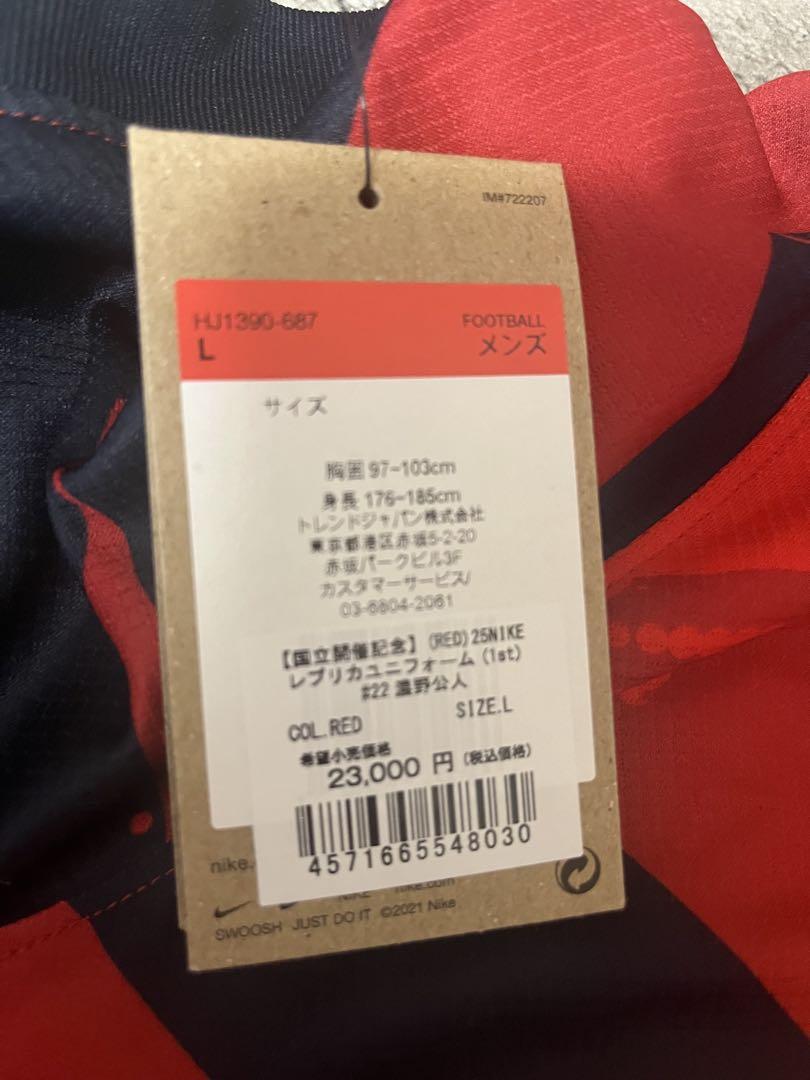 IM#722207
HJ1390-687
FOOTBALL
L
メンズ
サイズ
胸囲 97-103cm
身長 176-185cm
トレンドジャパン株式会社
東京都港区赤坂5-2-20
赤坂パークビル3F
カスタマーサービス/
03-6804-2061
【国立開催記念】(RED)25NIKE
レプリカユニフォーム(1st)
#22 濃野公人
COL.RED
SIZE.L
希望小売価格
23,000 円(税込価格)
4571665548030
nike.
NIKE nike.com
SWOOSH JUST DO IT ©2021 Nike